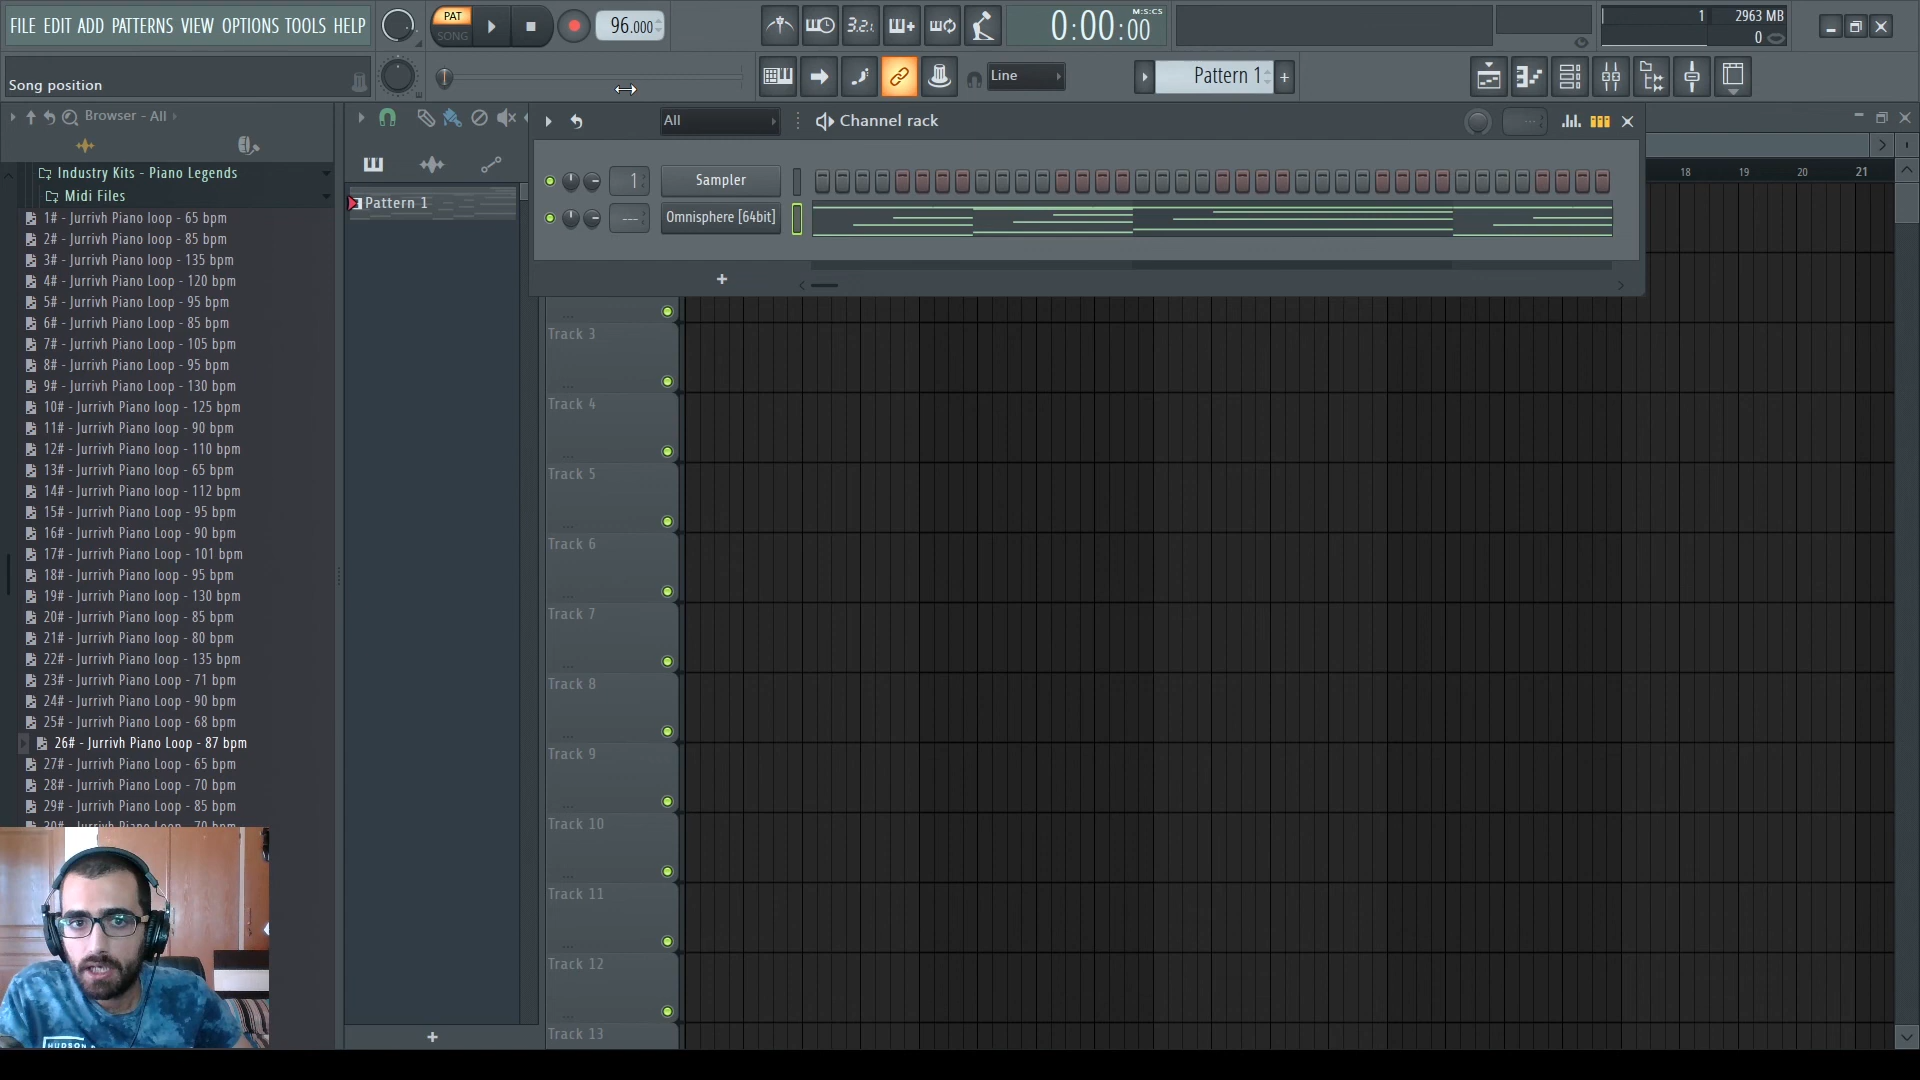 FILE EDIT ADD PATTERNS VIEW OPTIONS TOOLS HELP
PAT
SONG
96.000
3.2.
0:00:00
M:S:CS
1
2963 MB
0
Song position
Line
Pattern 1
+
Browser - All
All
Channel rack
Industry Kits - Piano Legends
Midi Files
1# - Jurrivh Piano loop - 65 bpm
2# - Jurrivh Piano loop - 85 bpm
3# - Jurrivh Piano loop - 135 bpm
4# - Jurrivh Piano Loop - 120 bpm
5# - Jurrivh Piano Loop - 95 bpm
6# - Jurrivh Piano Loop - 85 bpm
7# - Jurrivh Piano Loop - 105 bpm
8# - Jurrivh Piano Loop - 95 bpm
9# - Jurrivh Piano Loop - 130 bpm
10# - Jurrivh Piano loop - 125 bpm
11# - Jurrivh Piano Loop - 90 bpm
12# - Jurrivh Piano loop - 110 bpm
13# - Jurrivh Piano Loop - 65 bpm
14# - Jurrivh Piano Loop - 112 bpm
15# - Jurrivh Piano Loop - 95 bpm
16# - Jurrivh Piano Loop - 90 bpm
17# - Jurrivh Piano Loop - 101 bpm
18# - Jurrivh Piano Loop - 95 bpm
19# - Jurrivh Piano Loop - 130 bpm
20# - Jurrivh Piano loop - 85 bpm
21# - Jurrivh Piano loop - 80 bpm
22# - Jurrivh Piano loop - 135 bpm
23# - Jurrivh Piano Loop - 71 bpm
24# - Jurrivh Piano Loop - 90 bpm
25# - Jurrivh Piano Loop - 68 bpm
26# - Jurrivh Piano Loop - 87 bpm
27# - Jurrivh Piano Loop - 65 bpm
28# - Jurrivh Piano Loop - 70 bpm
29# - Jurrivh Piano Loop - 85 bpm
30# - Jurrivh Piano Loop - 70 bpm
Pattern 1
1
Sampler
---
Omnisphere [64bit]
+
18
19
20
21
Track 3
Track 4
Track 5
Track 6
Track 7
Track 8
Track 9
Track 10
Track 11
Track 12
Track 13
+
HUDSON